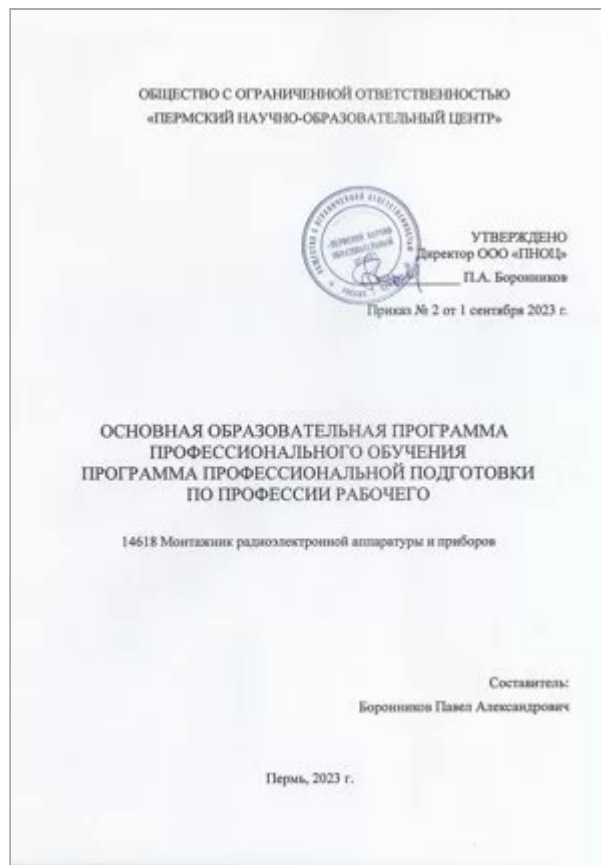 ОБЩЕСТВО С ОГРАНИЧЕННОЙ ОТВЕТСТВЕННОСТЬЮ
«ПЕРМСКИЙ НАУЧНО-ОБРАЗОВАТЕЛЬНЫЙ ЦЕНТР»
УТВЕРЖДЕНО
Директор ООО «ПНОЦ»
П.А. Боронников
Приказ № 2 от 1 сентября 2023 г.
ОСНОВНАЯ ОБРАЗОВАТЕЛЬНАЯ ПРОГРАММА
ПРОФЕССИОНАЛЬНОГО ОБУЧЕНИЯ
ПРОГРАММА ПРОФЕССИОНАЛЬНОЙ ПОДГОТОВКИ
ПО ПРОФЕССИИ РАБОЧЕГО
14618 Монтажник радиоэлектронной аппаратуры и приборов
Составитель:
Боронников Павел Александрович
Пермь, 2023 г.